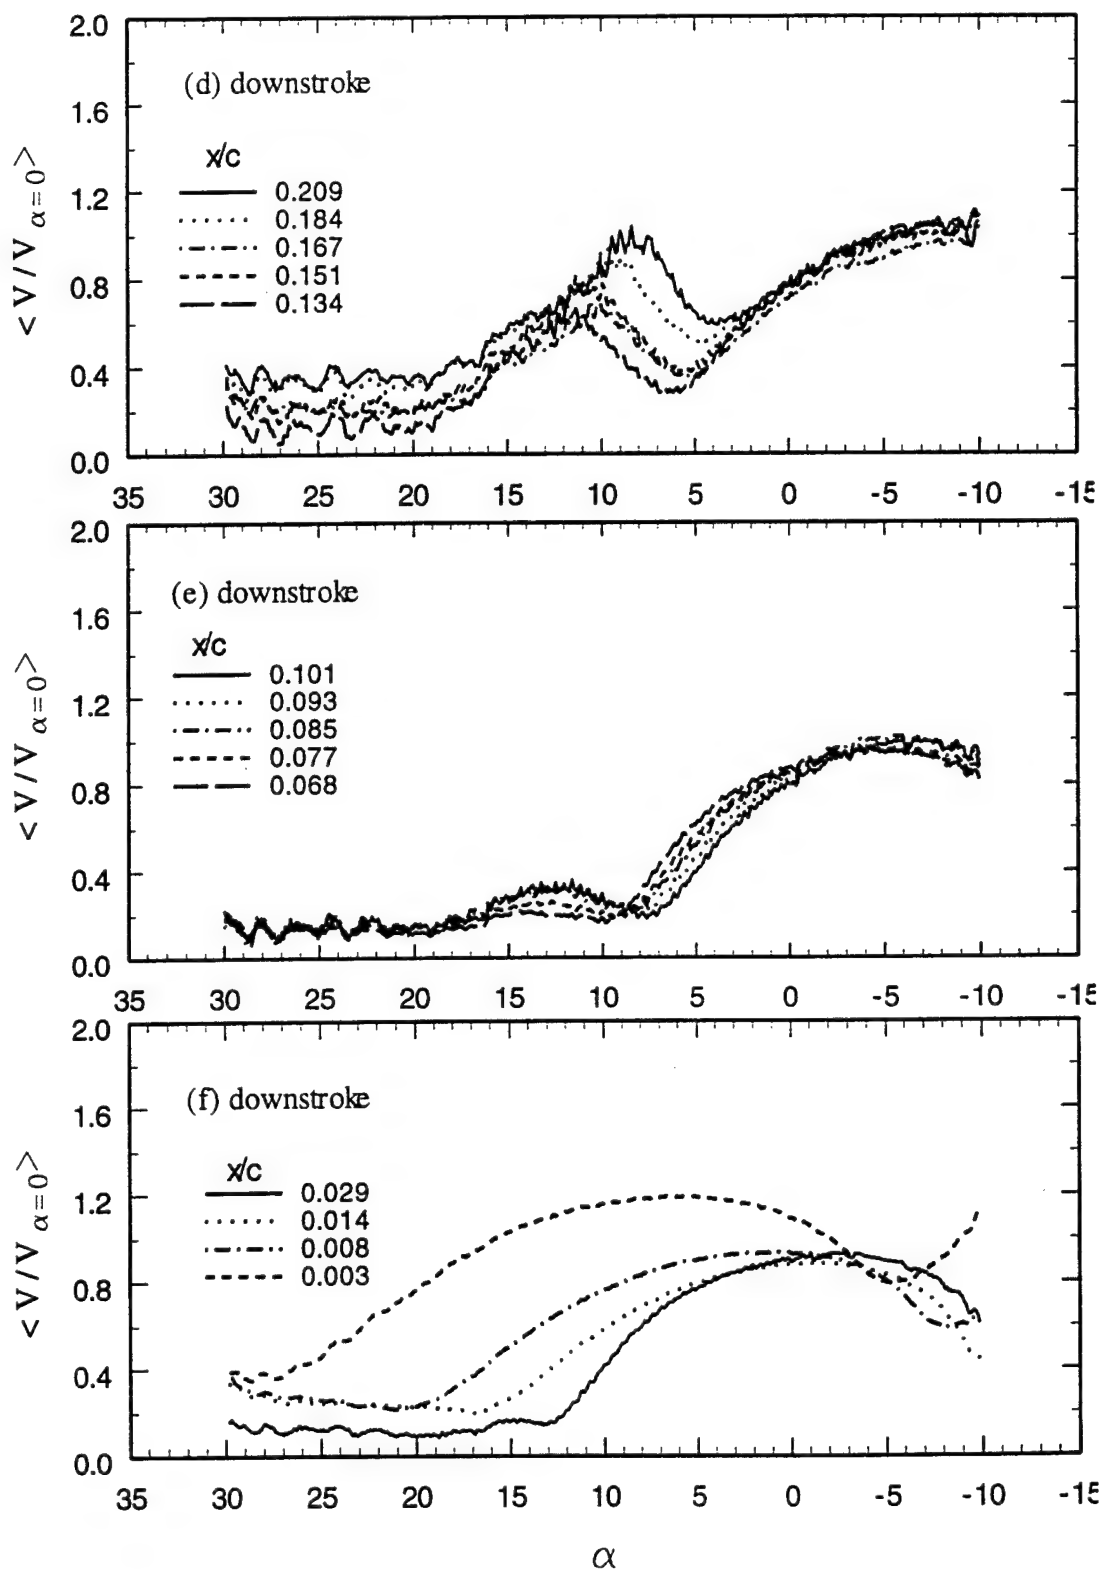 2.0
(d) downstroke
1.6
x/c
1.2
0.209
0.184
0.167
0.8
0.151
0.134
0.4
0.0
< V / V α=0 >
35 30 25 20 15 10 5 0 -5 -10 -15
2.0
(e) downstroke
1.6
x/c
0.101
1.2
0.093
0.085
0.077
0.8
0.068
0.4
0.0
< V / V α=0 >
35 30 25 20 15 10 5 0 -5 -10 -15
2.0
(f) downstroke
1.6
x/c
1.2
0.029
0.014
0.008
0.8
0.003
0.4
0.0
< V / V α=0 >
35 30 25 20 15 10 5 0 -5 -10 -15
α